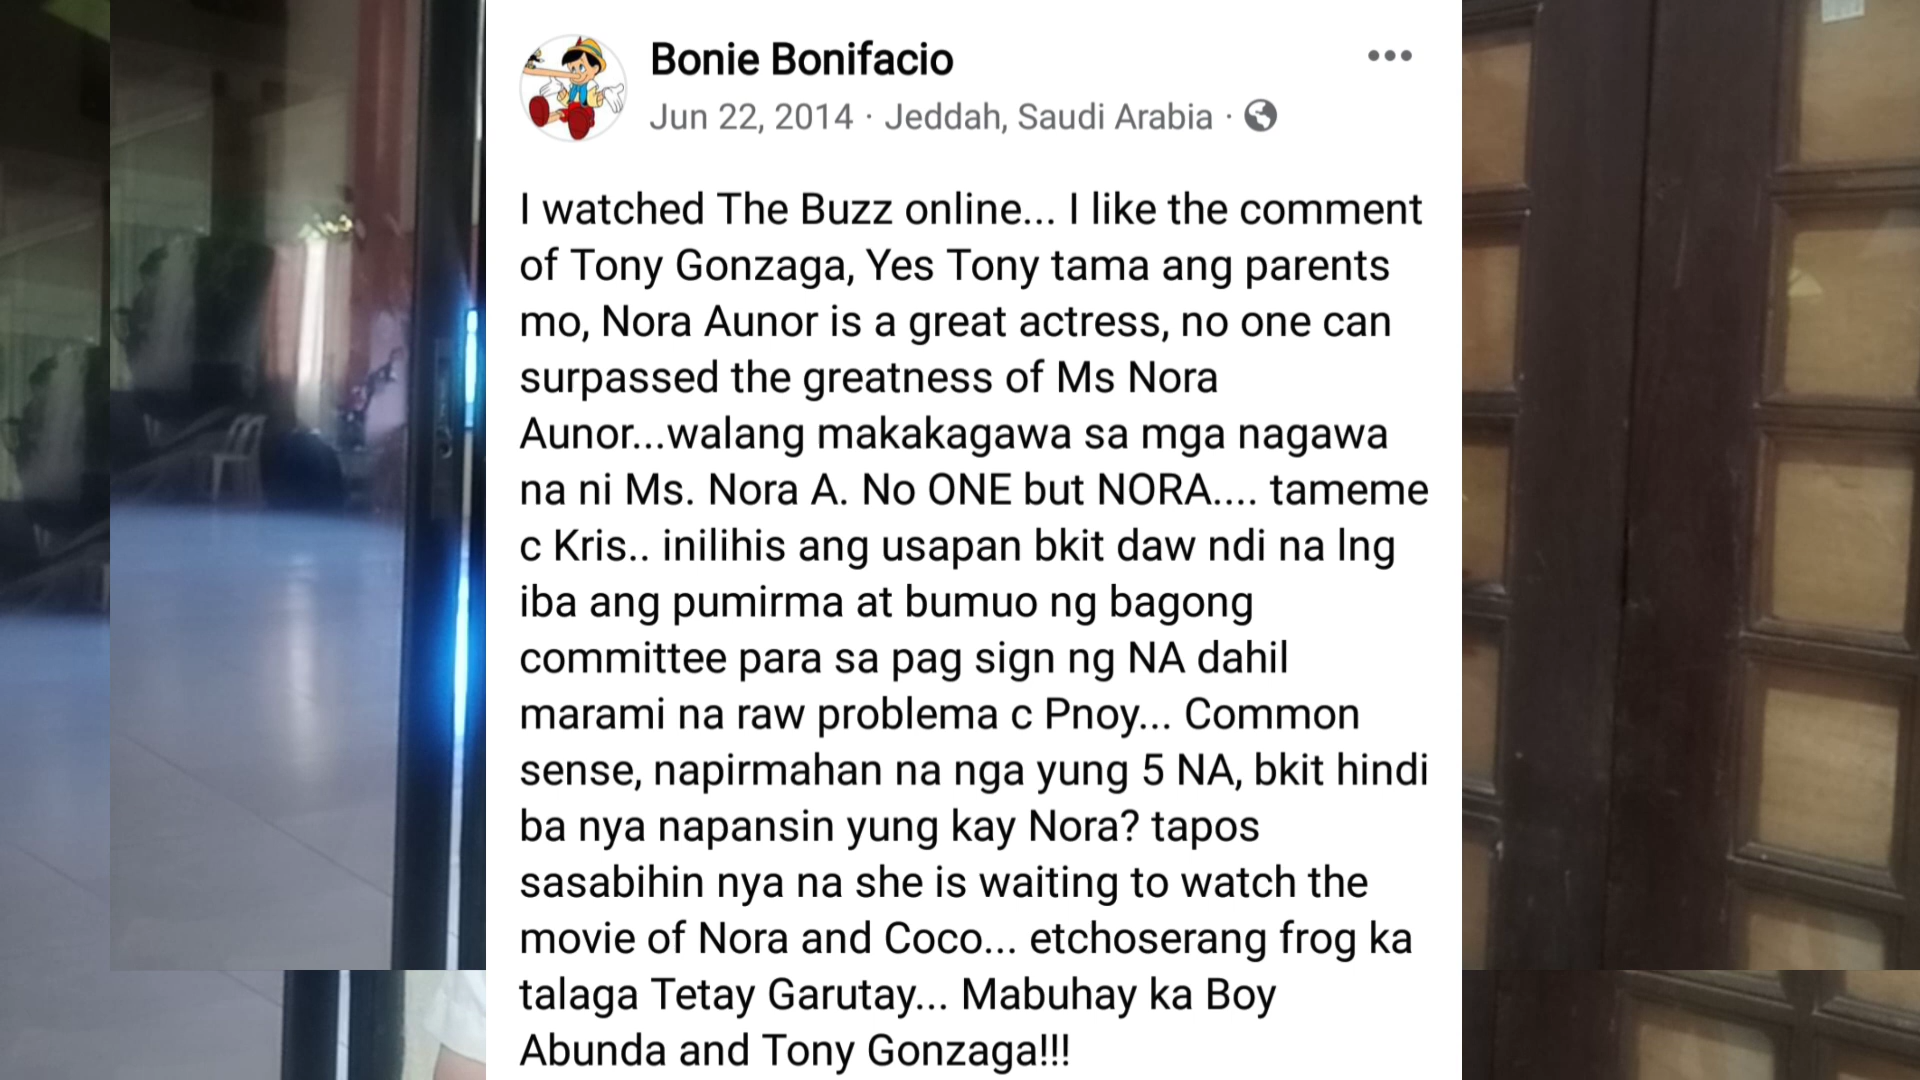 Bonie Bonifacio
Jun 22, 2014 · Jeddah, Saudi Arabia ·
I watched The Buzz online... I like the comment
of Tony Gonzaga, Yes Tony tama ang parents
mo, Nora Aunor is a great actress, no one can
surpassed the greatness of Ms Nora
Aunor...walang makakagawa sa mga nagawa
na ni Ms. Nora A. No ONE but NORA.... tameme
c Kris.. inilihis ang usapan bkit daw ndi na lng
iba ang pumirma at bumuo ng bagong
committee para sa pag sign ng NA dahil
marami na raw problema c Pnoy... Common
sense, napirmahan na nga yung 5 NA, bkit hindi
ba nya napansin yung kay Nora? tapos
sasabihin nya na she is waiting to watch the
movie of Nora and Coco... etchoserang frog ka
talaga Tetay Garutay... Mabuhay ka Boy
Abunda and Tony Gonzaga!!!